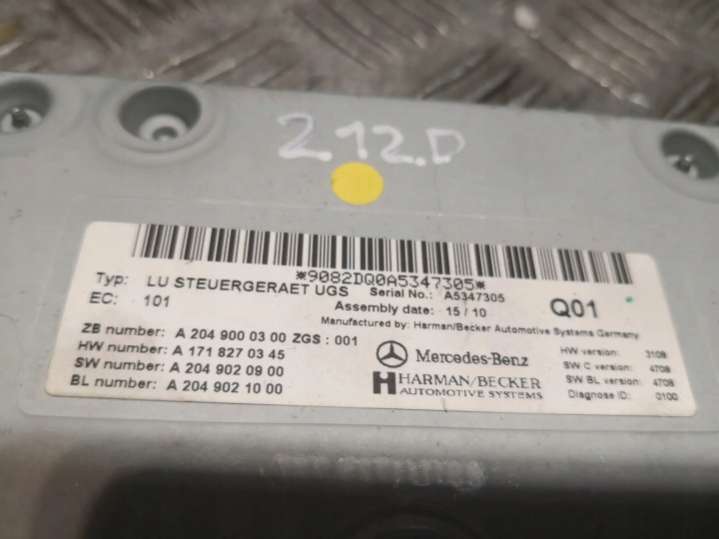 212.D
*9082DQ0A5347305*
Typ: LU STEUERGERAET UGS Serial No.: A5347305
EC: 101 Assembly date: 15 / 10 Q01
Manufactured by: Harman/Becker Automotive Systems Germany
ZB number: A 204 900 03 00 ZGS : 001
HW number: A 171 827 03 45
SW number: A 204 902 09 00
BL number: A 204 902 10 00
Mercedes-Benz
HARMAN/BECKER
AUTOMOTIVE SYSTEMS
HW version: 3108
SW C version: 4708
SW BL version: 4708
Diagnose ID: 0100